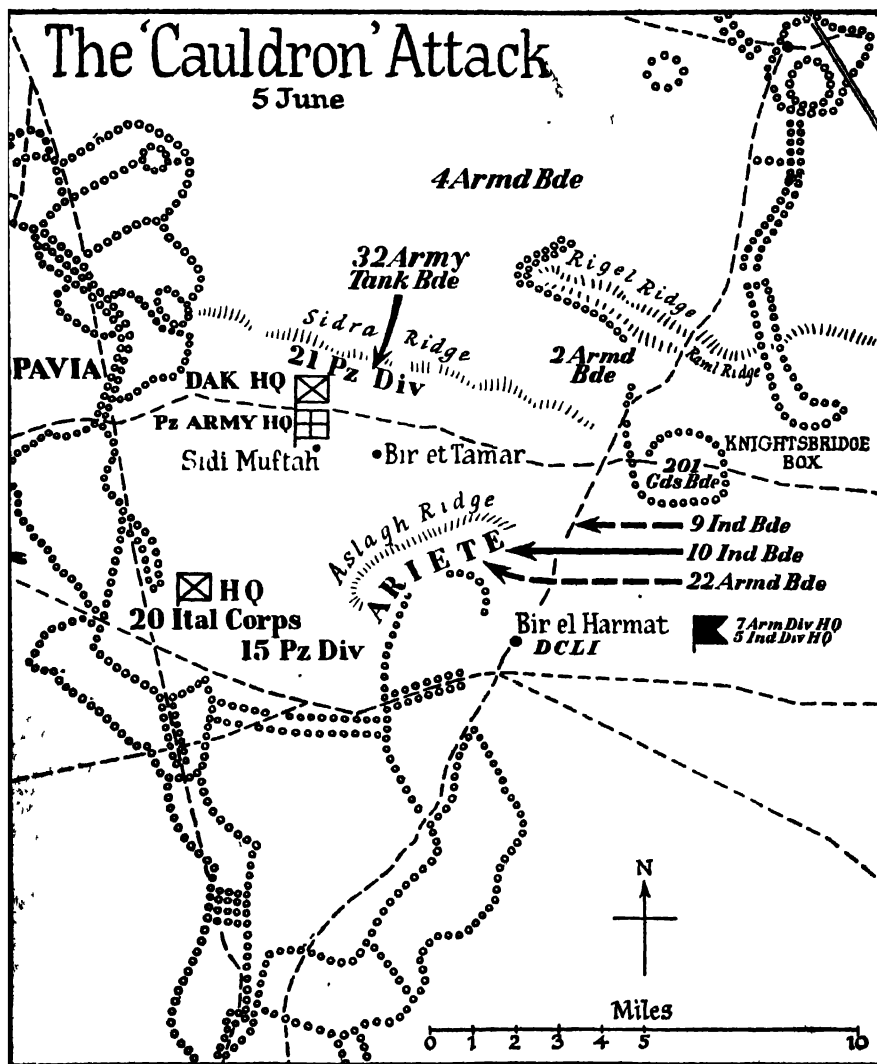 The 'Cauldron' Attack
5 June
4 Armd Bde
32 Army
Tank Bde
Rigel Ridge
Sidra Ridge
Raml Ridge
2 Armd
Bde
21 Pz Div
PAVIA
DAK HQ
Pz ARMY HQ
Sidi Muftah
Bir et Tamar
KNIGHTSBRIDGE
BOX
201
Gds Bde
Aslagh Ridge
ARIETE
9 Ind Bde
10 Ind Bde
22 Armd Bde
HQ
20 Ital Corps
15 Pz Div
Bir el Harmat
DCLI
7 Arm Div HQ
5 Ind Div HQ
N
Miles
0 1 2 3 4 5 10